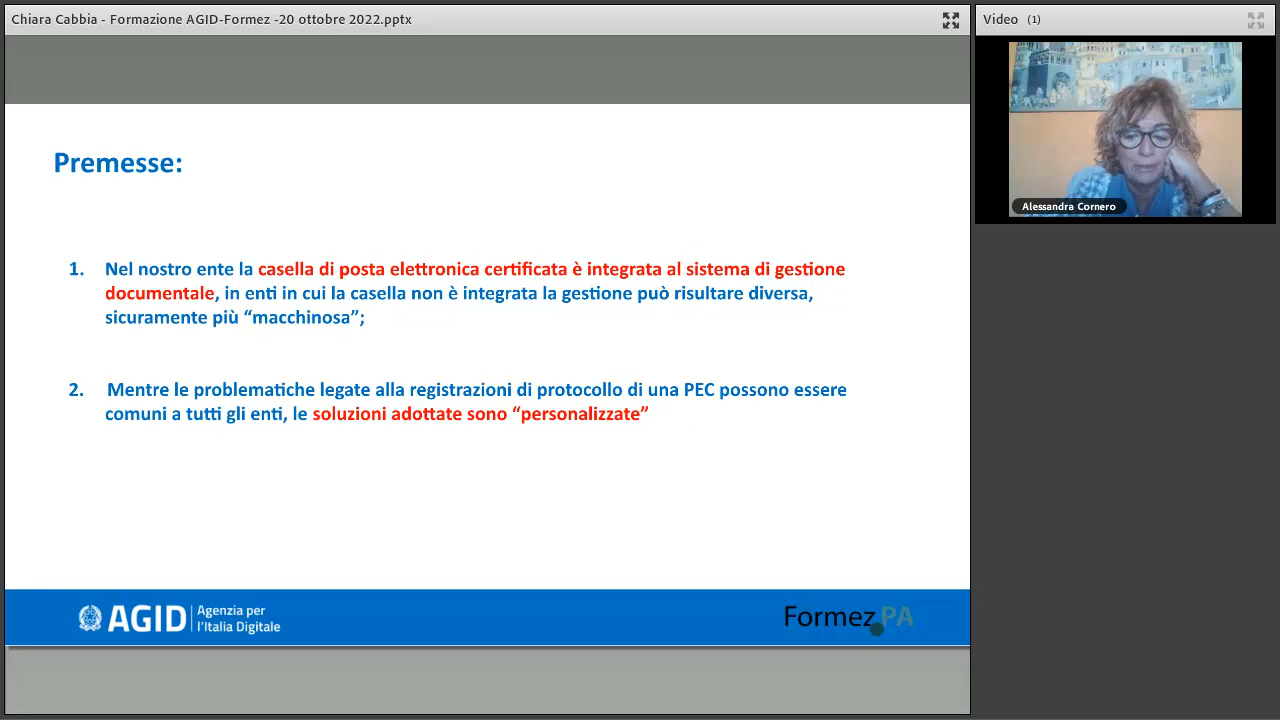 Chiara Cabbia - Formazione AGID-Formez -20 ottobre 2022.pptx
Video (1)
Alessandra Cornero
Premesse:
1. Nel nostro ente la casella di posta elettronica certificata è integrata al sistema di gestione
documentale, in enti in cui la casella non è integrata la gestione può risultare diversa,
sicuramente più “macchinosa”;
2. Mentre le problematiche legate alla registrazioni di protocollo di una PEC possono essere
comuni a tutti gli enti, le soluzioni adottate sono “personalizzate”
AGID Agenzia per
l'Italia Digitale
Formez PA